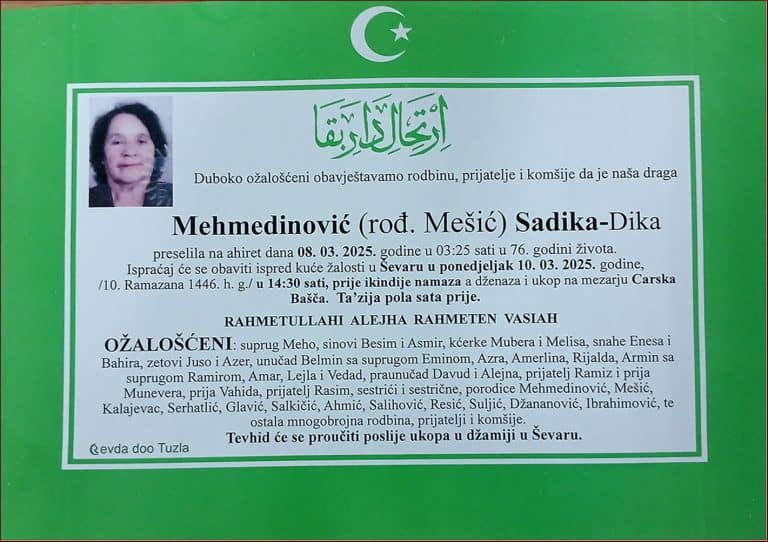 اِرْتِحَالِ دَارِ بَقَا
Duboko ožalošćeni obavještavamo rodbinu, prijatelje i komšije da je naša draga
Mehmedinović (rođ. Mešić) Sadika-Dika
preselila na ahiret dana 08. 03. 2025. godine u 03:25 sati u 76. godini života.
Ispraćaj će se obaviti ispred kuće žalosti u Ševaru u ponedjeljak 10. 03. 2025. godine,
/10. Ramazana 1446. h. g./ u 14:30 sati, prije ikindije namaza a dženaza i ukop na mezarju Carska
Bašča. Ta’zija pola sata prije.
RAHMETULLAHI ALEJHA RAHMETEN VASIAH
OŽALOŠĆENI: suprug Meho, sinovi Besim i Asmir, kćerke Mubera i Melisa, snahe Enesa i
Bahira, zetovi Juso i Azer, unučad Belmin sa suprugom Eminom, Azra, Amerlina, Rijalda, Armin sa
suprugom Ramirom, Amar, Lejla i Vedad, praunučad Davud i Alejna, prijatelj Ramiz i prija
Munevera, prija Vahida, prijatelj Rasim, sestrići i sestrične, porodice Mehmedinović, Mešić,
Kalajevac, Serhatlić, Glavić, Salkičić, Ahmić, Salihović, Resić, Suljić, Džananović, Ibrahimović, te
ostala mnogobrojna rodbina, prijatelji i komšije.
Tevhid će se proučiti poslije ukopa u džamiji u Ševaru.
evda doo Tuzla